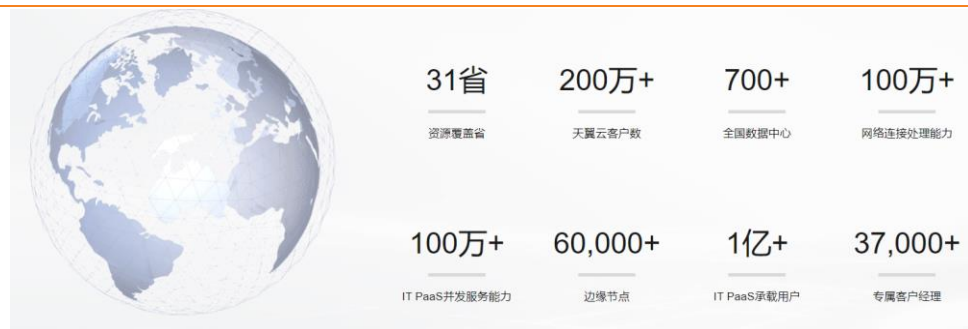 31省 200万+ 700+ 100万+
资源覆盖省 天翼云客户数 全国数据中心 网络连接处理能力
100万+ 60,000+ 1亿+ 37,000+
IT PaaS并发服务能力 边缘节点 IT PaaS承载用户 专属客户经理